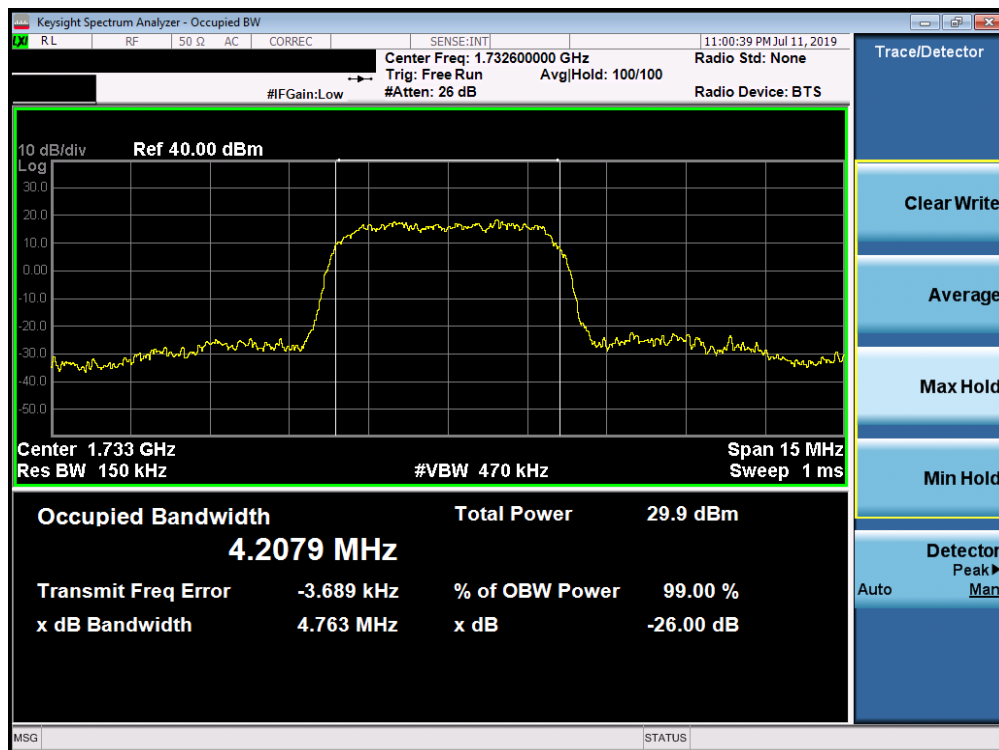 Keysight Spectrum Analyzer - Occupied BW
LXI RL RF 50 Ω AC CORREC SENSE:INT 11:00:39 PM Jul 11, 2019
Center Freq: 1.732600000 GHz Radio Std: None
Trig: Free Run Avg|Hold: 100/100
#IFGain:Low #Atten: 26 dB Radio Device: BTS
10 dB/div Ref 40.00 dBm
Log
30.0
20.0
10.0
0.00
-10.0
-20.0
-30.0
-40.0
-50.0
Center 1.733 GHz Span 15 MHz
Res BW 150 kHz #VBW 470 kHz Sweep 1 ms
Occupied Bandwidth Total Power 29.9 dBm
4.2079 MHz
Transmit Freq Error -3.689 kHz % of OBW Power 99.00 %
x dB Bandwidth 4.763 MHz x dB -26.00 dB
MSG STATUS
Trace/Detector
Clear Write
Average
Max Hold
Min Hold
Detector
Peak▶
Auto Man